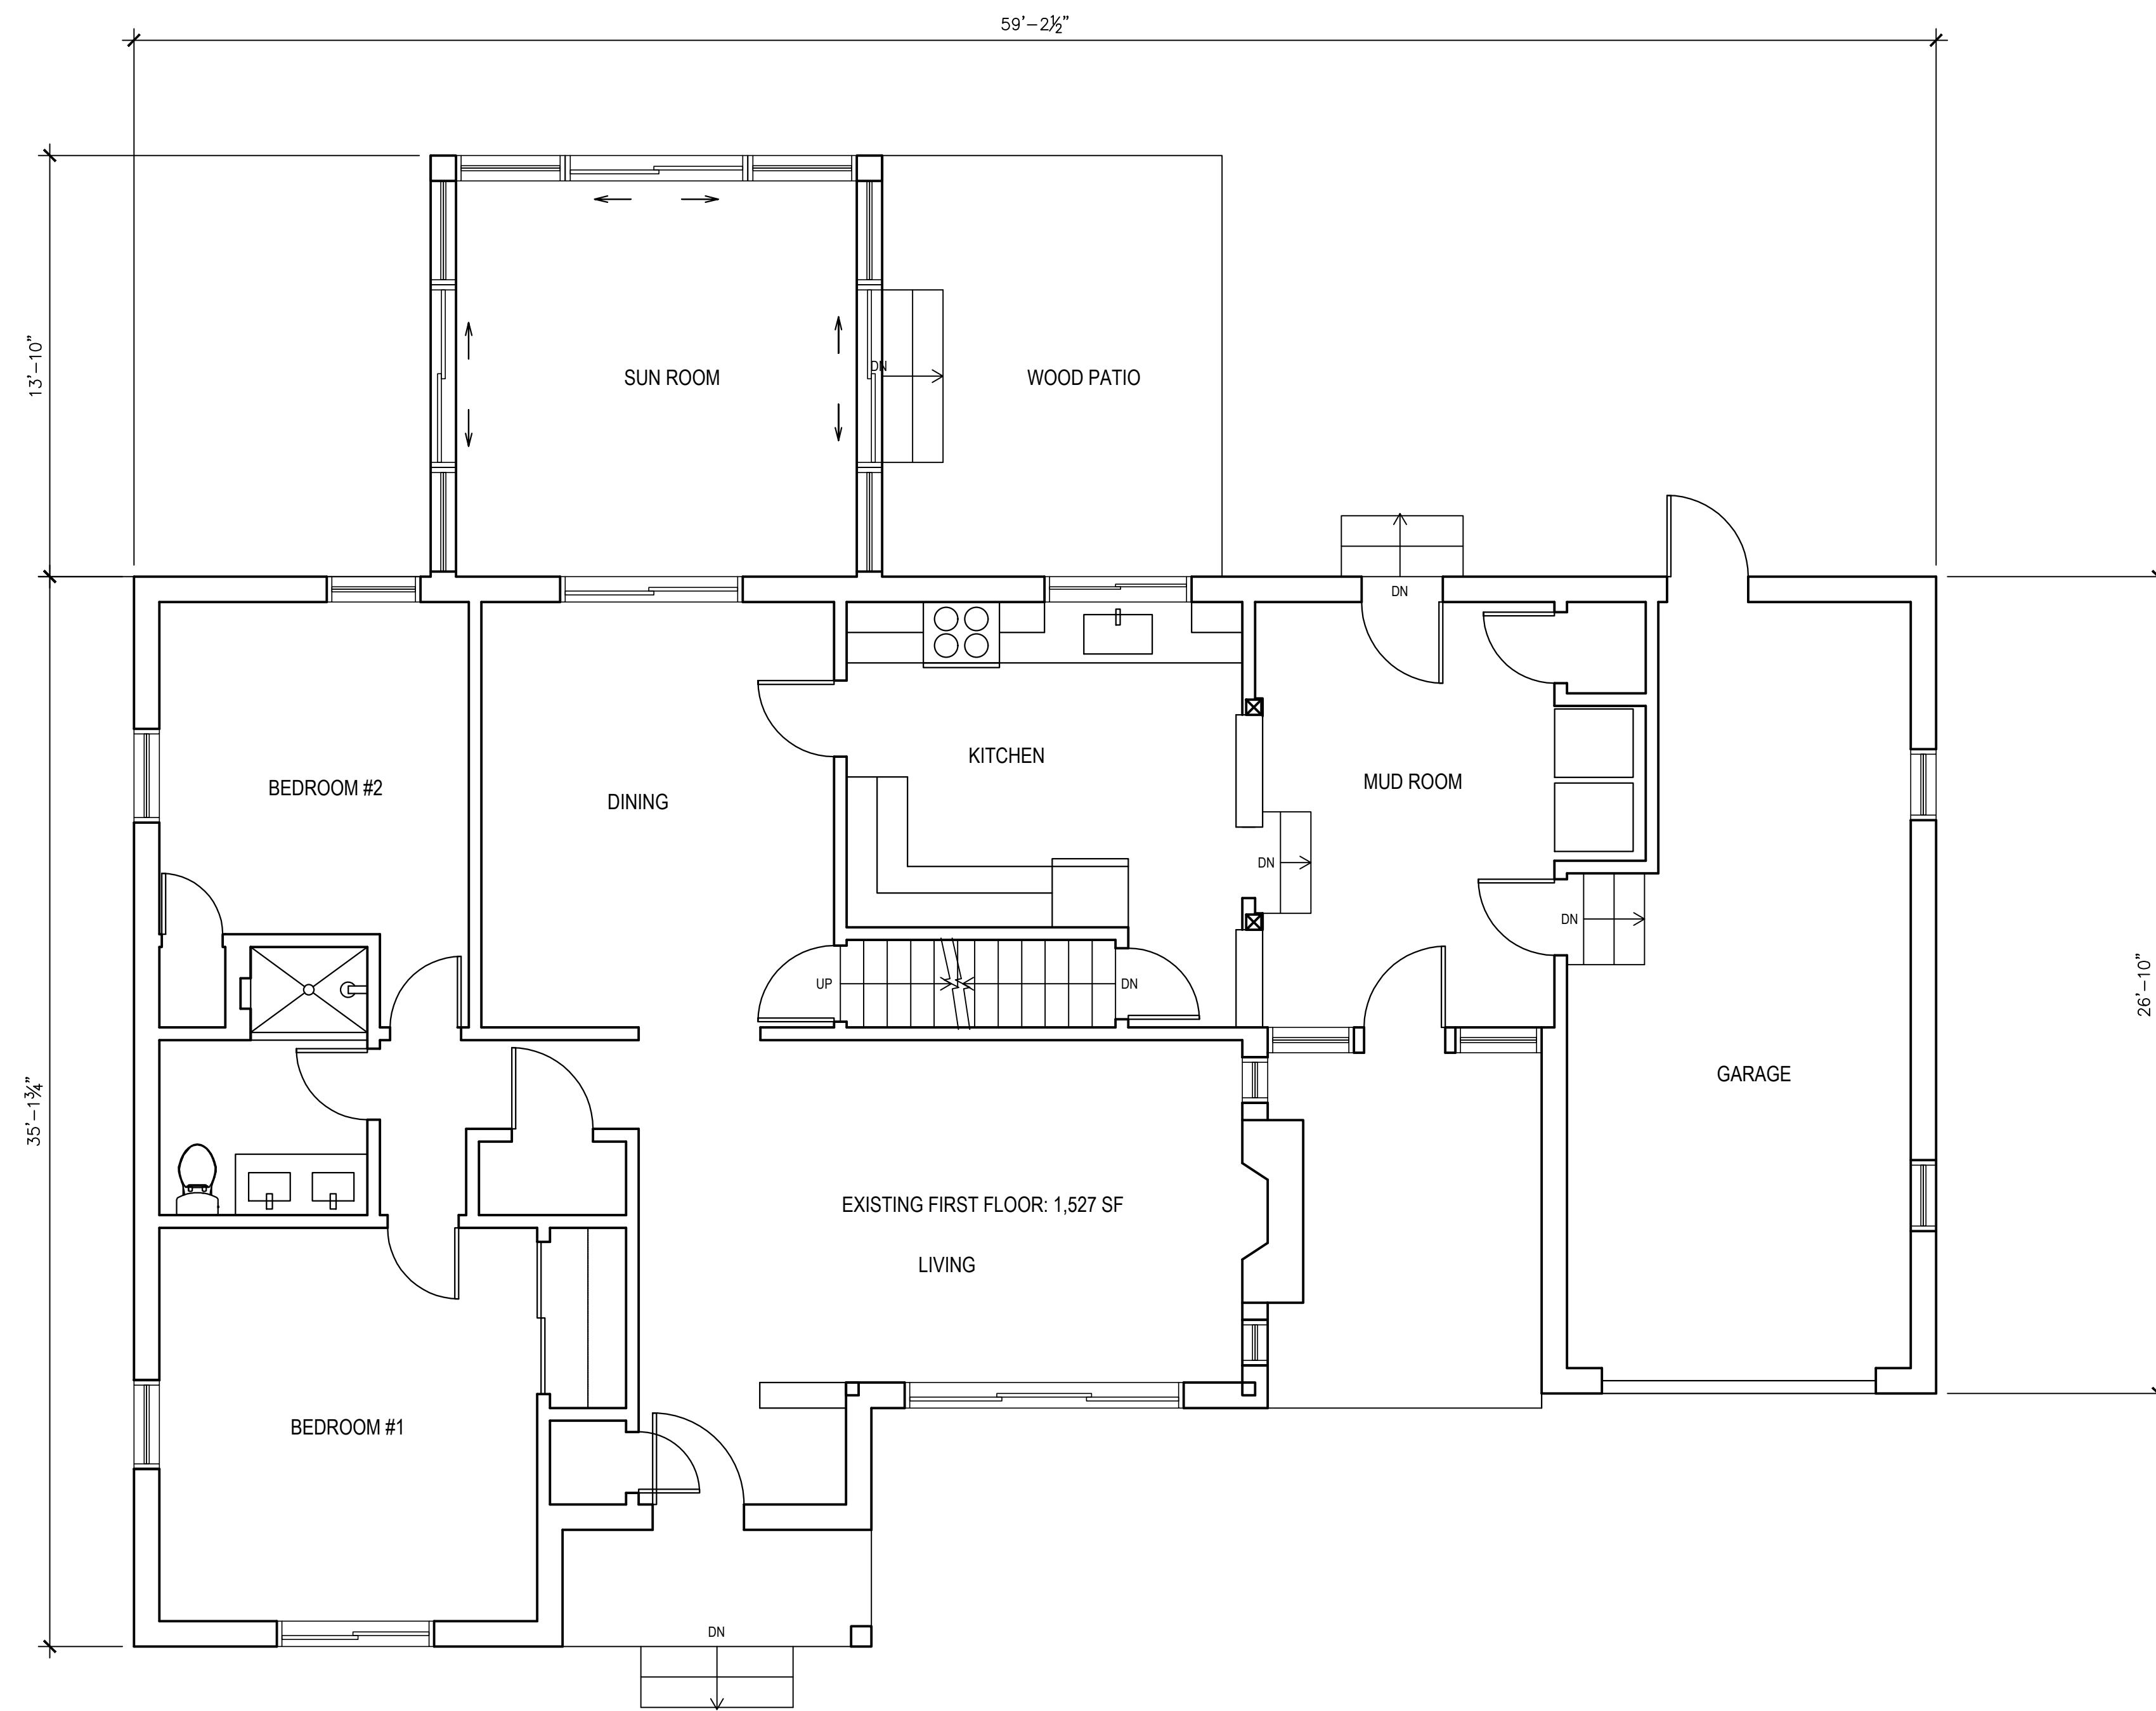 59'-2½"
13'-10"
SUN ROOM
DN
WOOD PATIO
DN
KITCHEN
MUD ROOM
BEDROOM #2
DINING
DN
DN
UP
DN
26'-10"
GARAGE
35'-1¾"
EXISTING FIRST FLOOR: 1,527 SF
LIVING
BEDROOM #1
DN